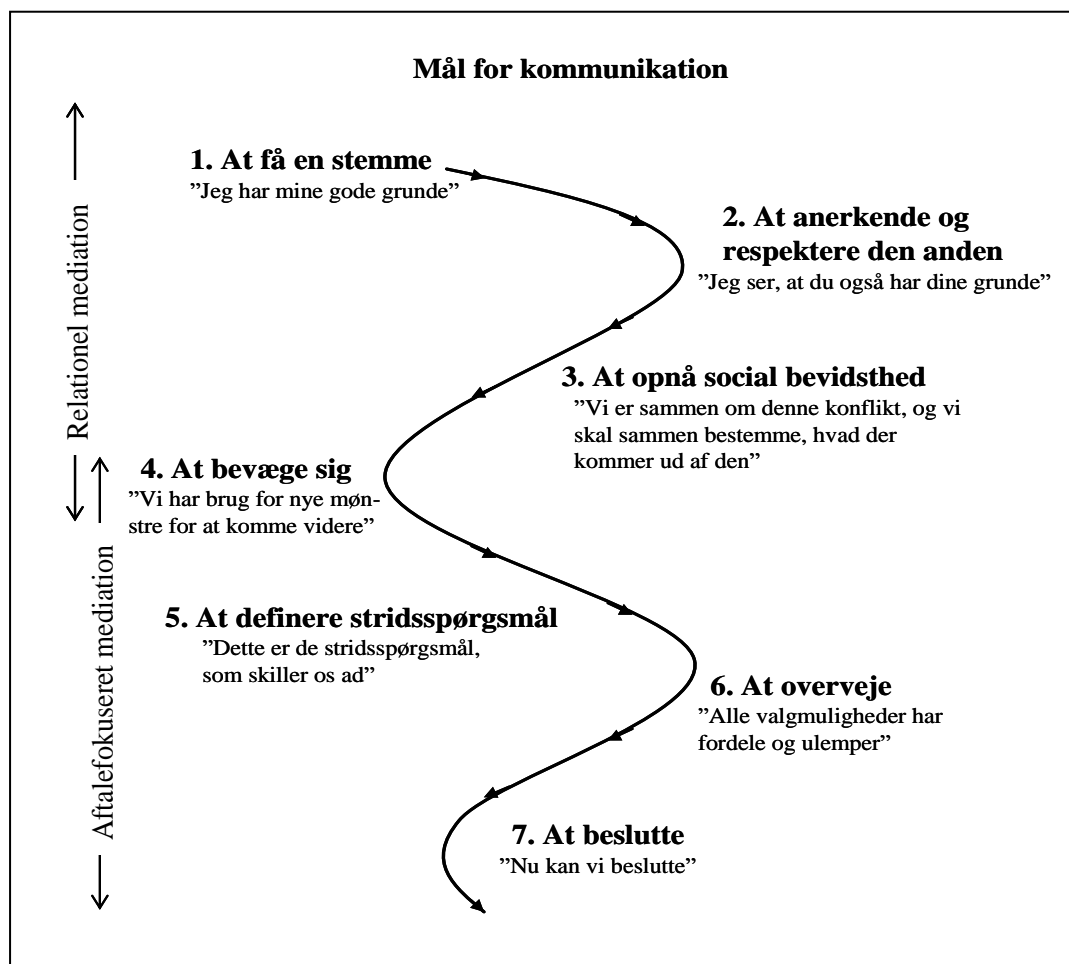 Mål for kommunikation
1. At få en stemme
”Jeg har mine gode grunde”
2. At anerkende og
respektere den anden
”Jeg ser, at du også har dine grunde”
Relationel mediation
3. At opnå social bevidsthed
”Vi er sammen om denne konflikt, og vi
skal sammen bestemme, hvad der
kommer ud af den”
4. At bevæge sig
”Vi har brug for nye møn-
stre for at komme videre”
Aftalefokuseret mediation
5. At definere stridsspørgsmål
”Dette er de stridsspørgsmål,
som skiller os ad”
6. At overveje
”Alle valgmuligheder har
fordele og ulemper”
7. At beslutte
”Nu kan vi beslutte”